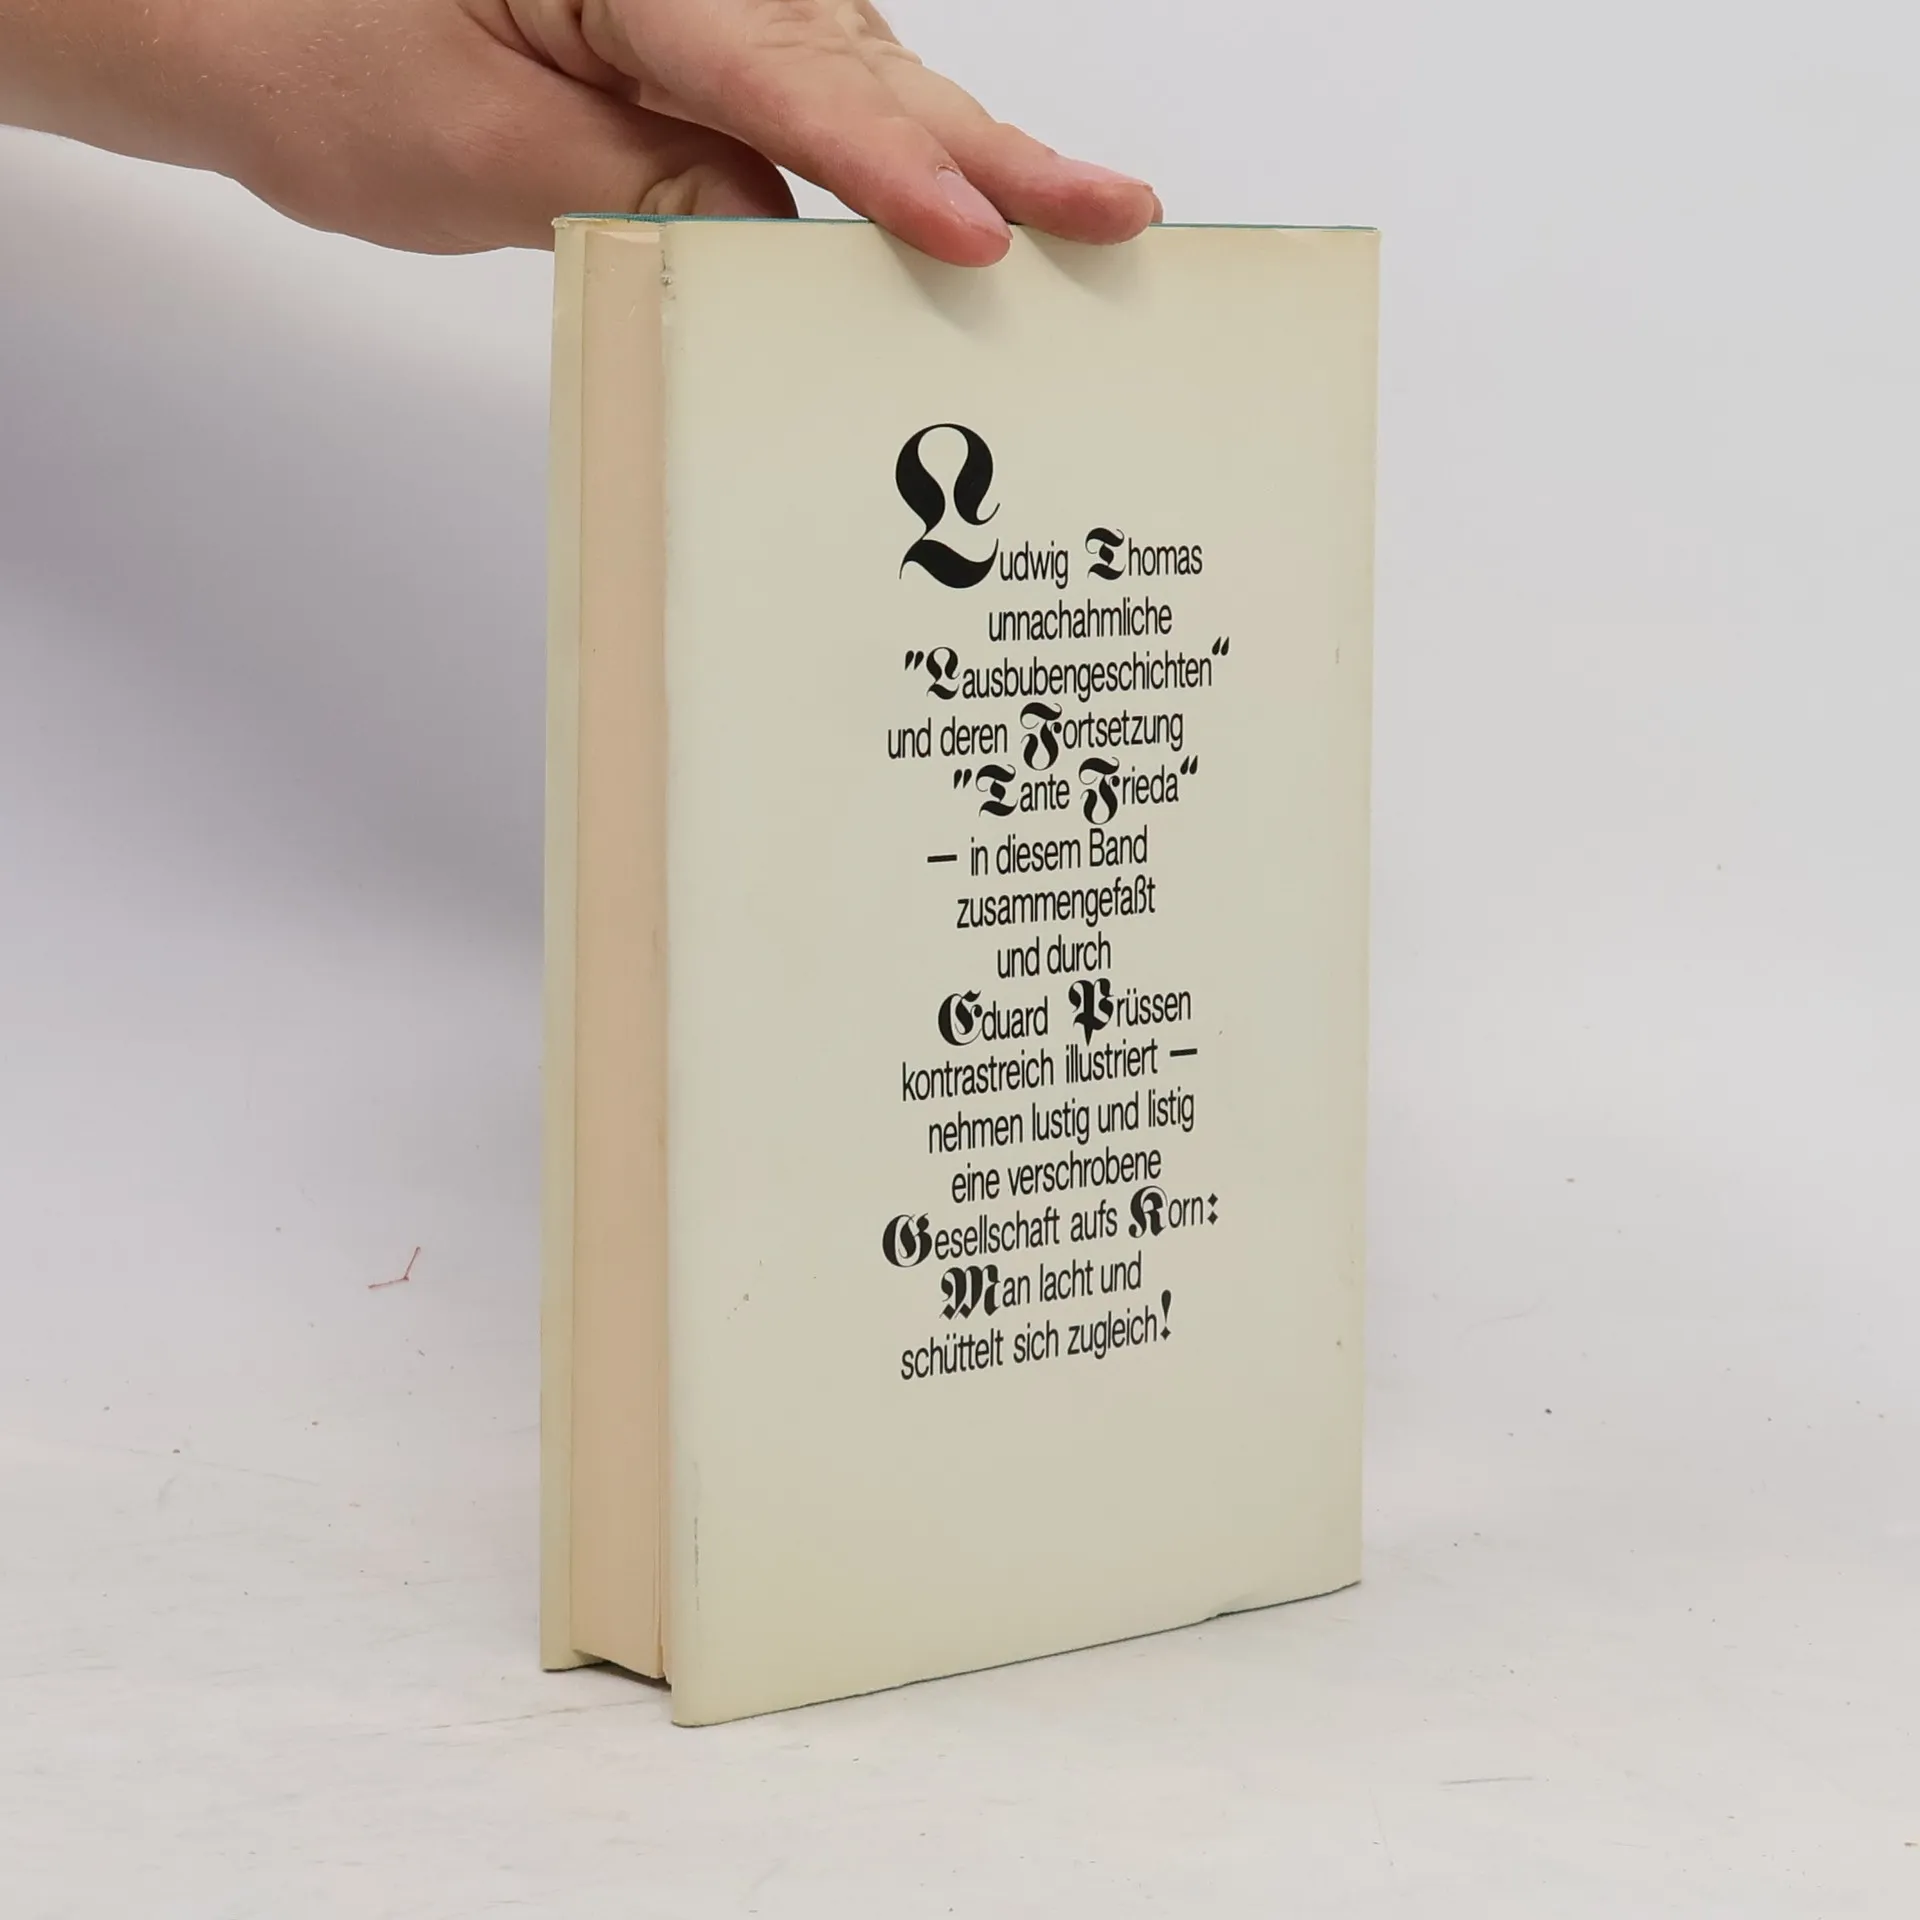 Ludwig Thomas
unnachahmliche
"Lausbubengeschichten“
und deren Fortsetzung
"Tante Frieda“
— in diesem Band
zusammengefaßt
und durch
Eduard Prüssen
kontrastreich illustriert —
nehmen lustig und listig
eine verschrobene
Gesellschaft aufs Korn:
Man lacht und
schüttelt sich zugleich!